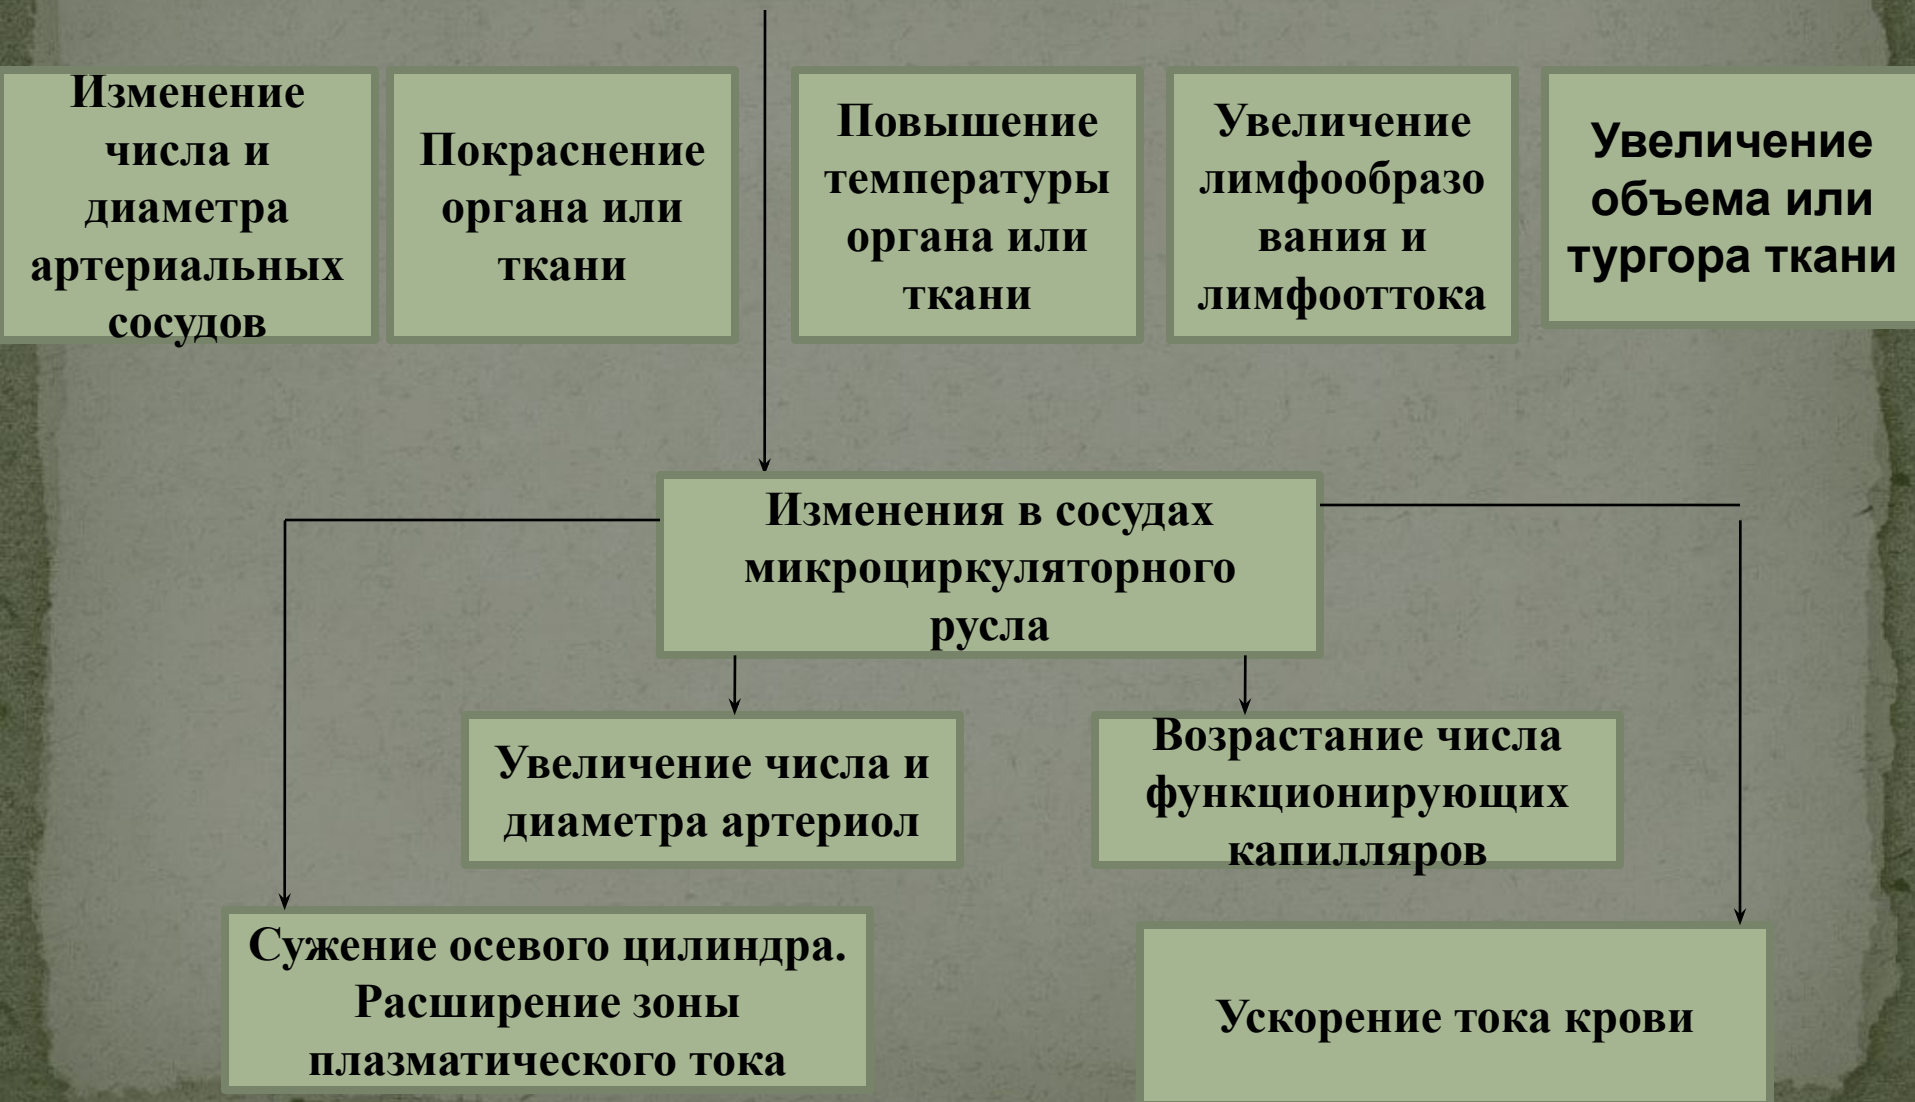 Изменение
числа и
диаметра
артериальных
сосудов
Покраснение
органа или
ткани
Повышение
температуры
органа или
ткани
Увеличение
лимфообразо
вания и
лимфооттока
Увеличение
объема или
тургора ткани
Изменения в сосудах
микроциркуляторного
русла
Увеличение числа и
диаметра артериол
Возрастание числа
функционирующих
капилляров
Сужение осевого цилиндра.
Расширение зоны
плазматического тока
Ускорение тока крови